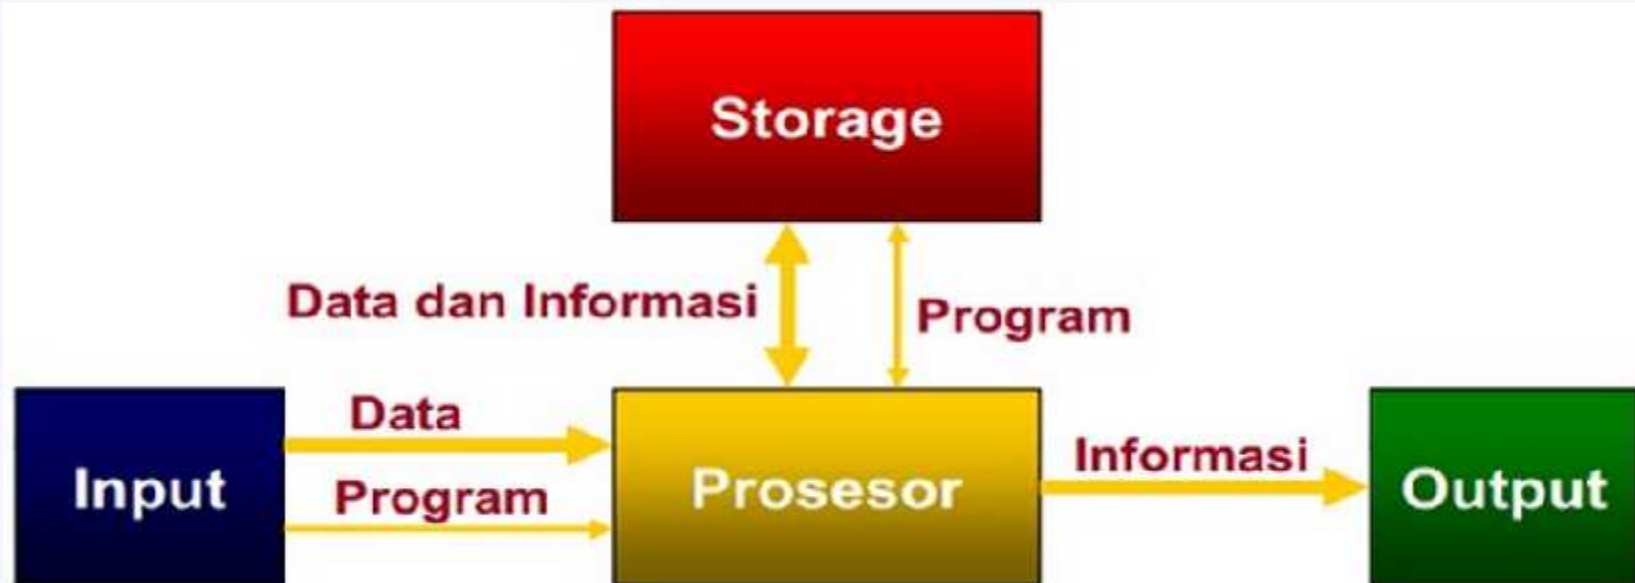 Storage
Data dan Informasi
Program
Data
Program
Input
Prosesor
Informasi
Output